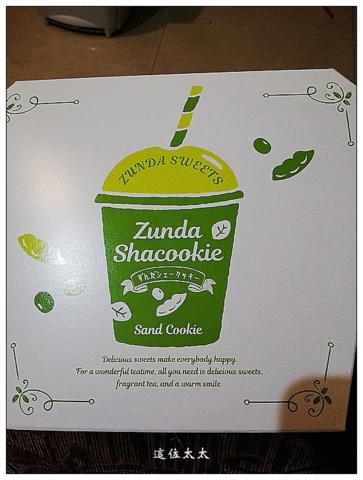 ZUNDA SWEETS
Zunda
Shacookie
ずんだシェークッキー
Sand Cookie
Delicious sweets make everybody happy.
For a wonderful teatime, all you need is delicious sweets,
fragrant tea, and a warm smile.
這位太太